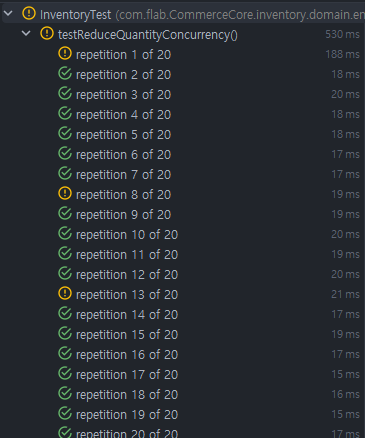 InventoryTest (com.flab.CommerceCore.inventory.domain.en
testReduceQuantityConcurrency() 530 ms
repetition 1 of 20 188 ms
repetition 2 of 20 18 ms
repetition 3 of 20 20 ms
repetition 4 of 20 18 ms
repetition 5 of 20 18 ms
repetition 6 of 20 17 ms
repetition 7 of 20 17 ms
repetition 8 of 20 19 ms
repetition 9 of 20 19 ms
repetition 10 of 20 20 ms
repetition 11 of 20 19 ms
repetition 12 of 20 20 ms
repetition 13 of 20 21 ms
repetition 14 of 20 17 ms
repetition 15 of 20 19 ms
repetition 16 of 20 17 ms
repetition 17 of 20 15 ms
repetition 18 of 20 16 ms
repetition 19 of 20 15 ms
repetition 20 of 20 17 ms